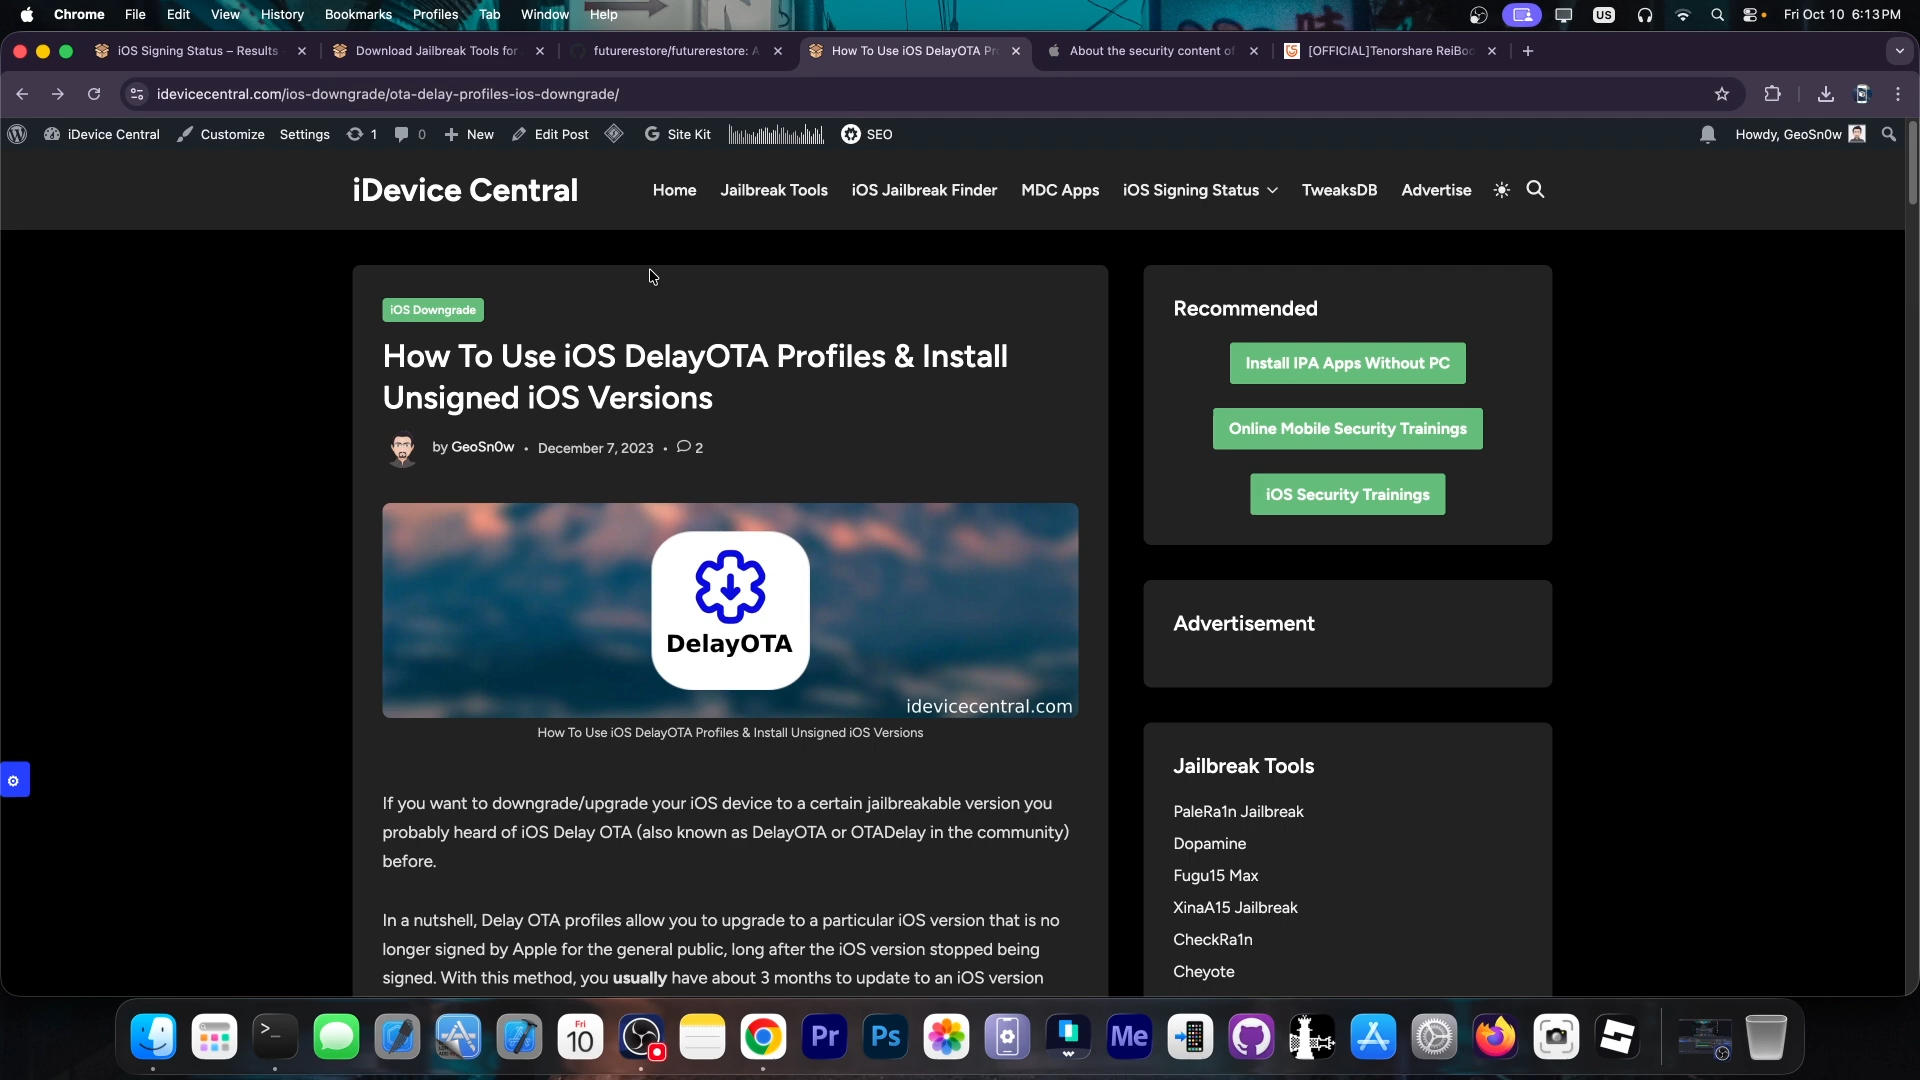 Chrome File Edit View History Bookmarks Profiles Tab Window Help US Fri Oct 10 6:13 PM
iOS Signing Status – Results Download Jailbreak Tools for futurerestore/futurerestore: A How To Use iOS DelayOTA Pr About the security content of [OFFICIAL]Tenorshare ReiBoo
idevicecentral.com/ios-downgrade/ota-delay-profiles-ios-downgrade/
iDevice Central Customize Settings 1 0 New Edit Post Site Kit SEO Howdy, GeoSn0w
iDevice Central
Home Jailbreak Tools iOS Jailbreak Finder MDC Apps iOS Signing Status TweaksDB Advertise
iOS Downgrade
How To Use iOS DelayOTA Profiles & Install
Unsigned iOS Versions
by GeoSn0w • December 7, 2023 • 2
DelayOTA
idevicecentral.com
How To Use iOS DelayOTA Profiles & Install Unsigned iOS Versions
If you want to downgrade/upgrade your iOS device to a certain jailbreakable version you
probably heard of iOS Delay OTA (also known as DelayOTA or OTADelay in the community)
before.
In a nutshell, Delay OTA profiles allow you to upgrade to a particular iOS version that is no
longer signed by Apple for the general public, long after the iOS version stopped being
signed. With this method, you usually have about 3 months to update to an iOS version
Recommended
Install IPA Apps Without PC
Online Mobile Security Trainings
iOS Security Trainings
Advertisement
Jailbreak Tools
PaleRa1n Jailbreak
Dopamine
Fugu15 Max
XinaA15 Jailbreak
CheckRa1n
Cheyote
Fri
10
Pr
Ps
Me